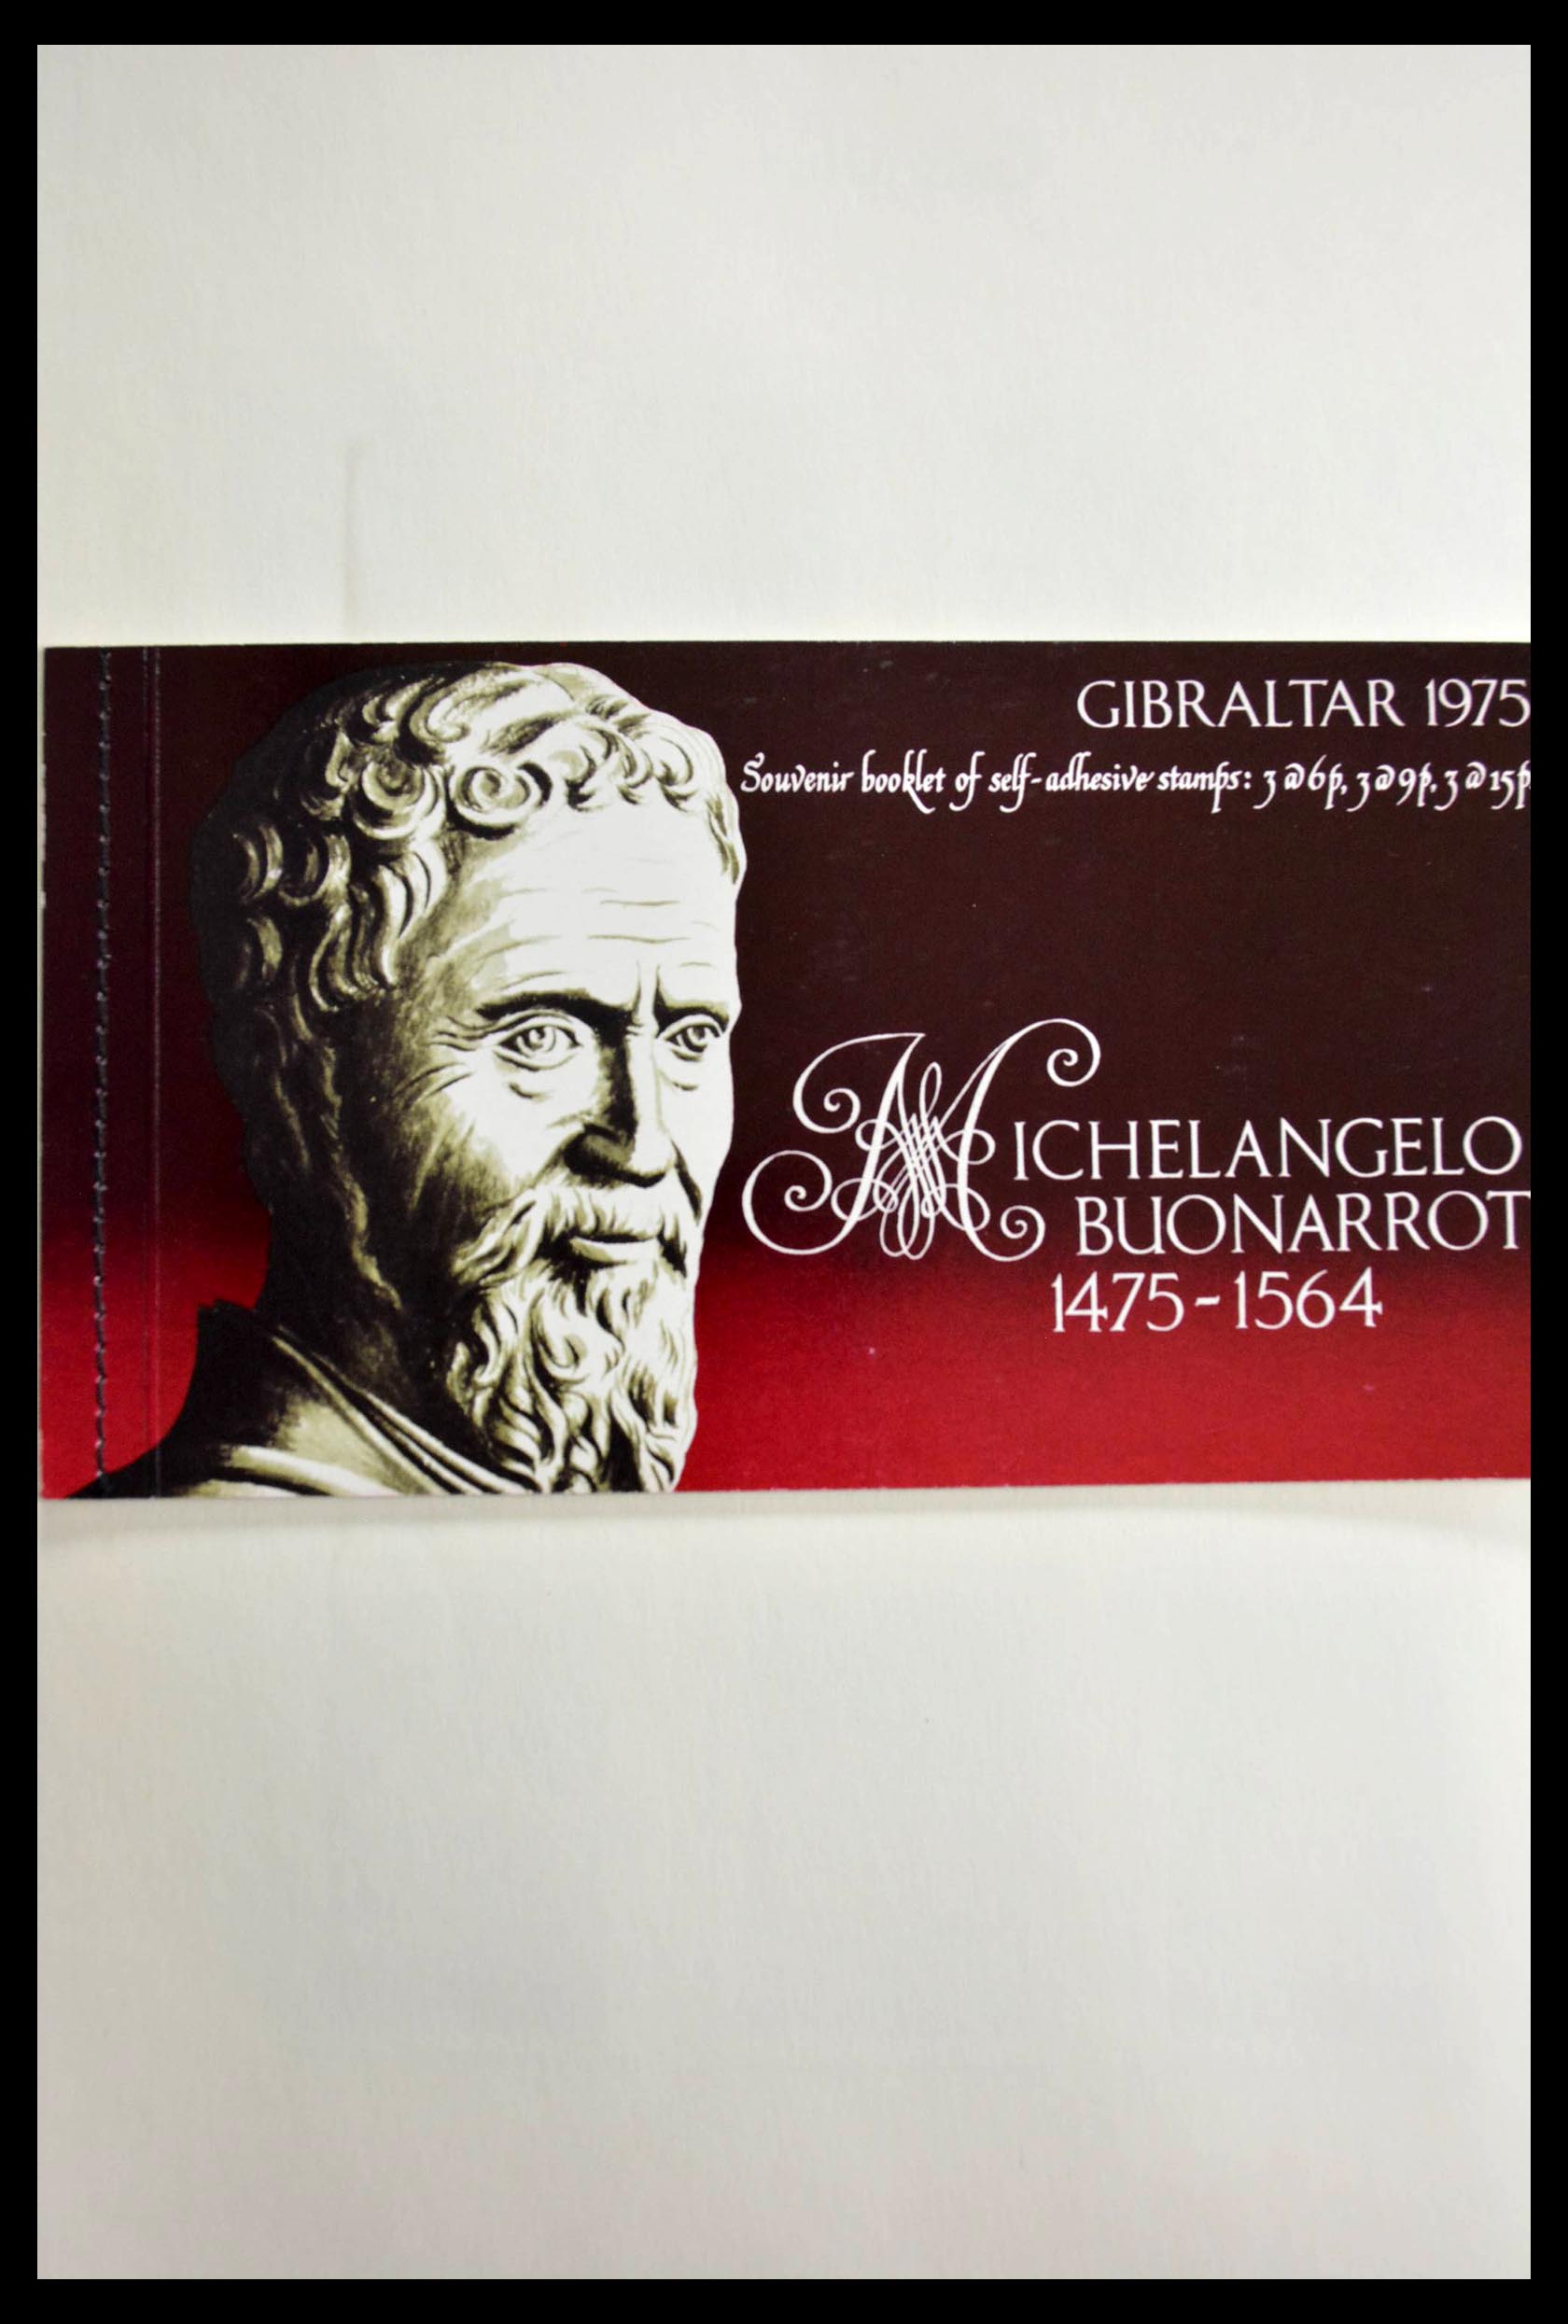 GIBRALTAR 1975
Souvenir booklet of self-adhesive stamps: 3 @ 6p, 3 @ 9p, 3 @ 15p
MICHELANGELO
BUONARROT
1475-1564